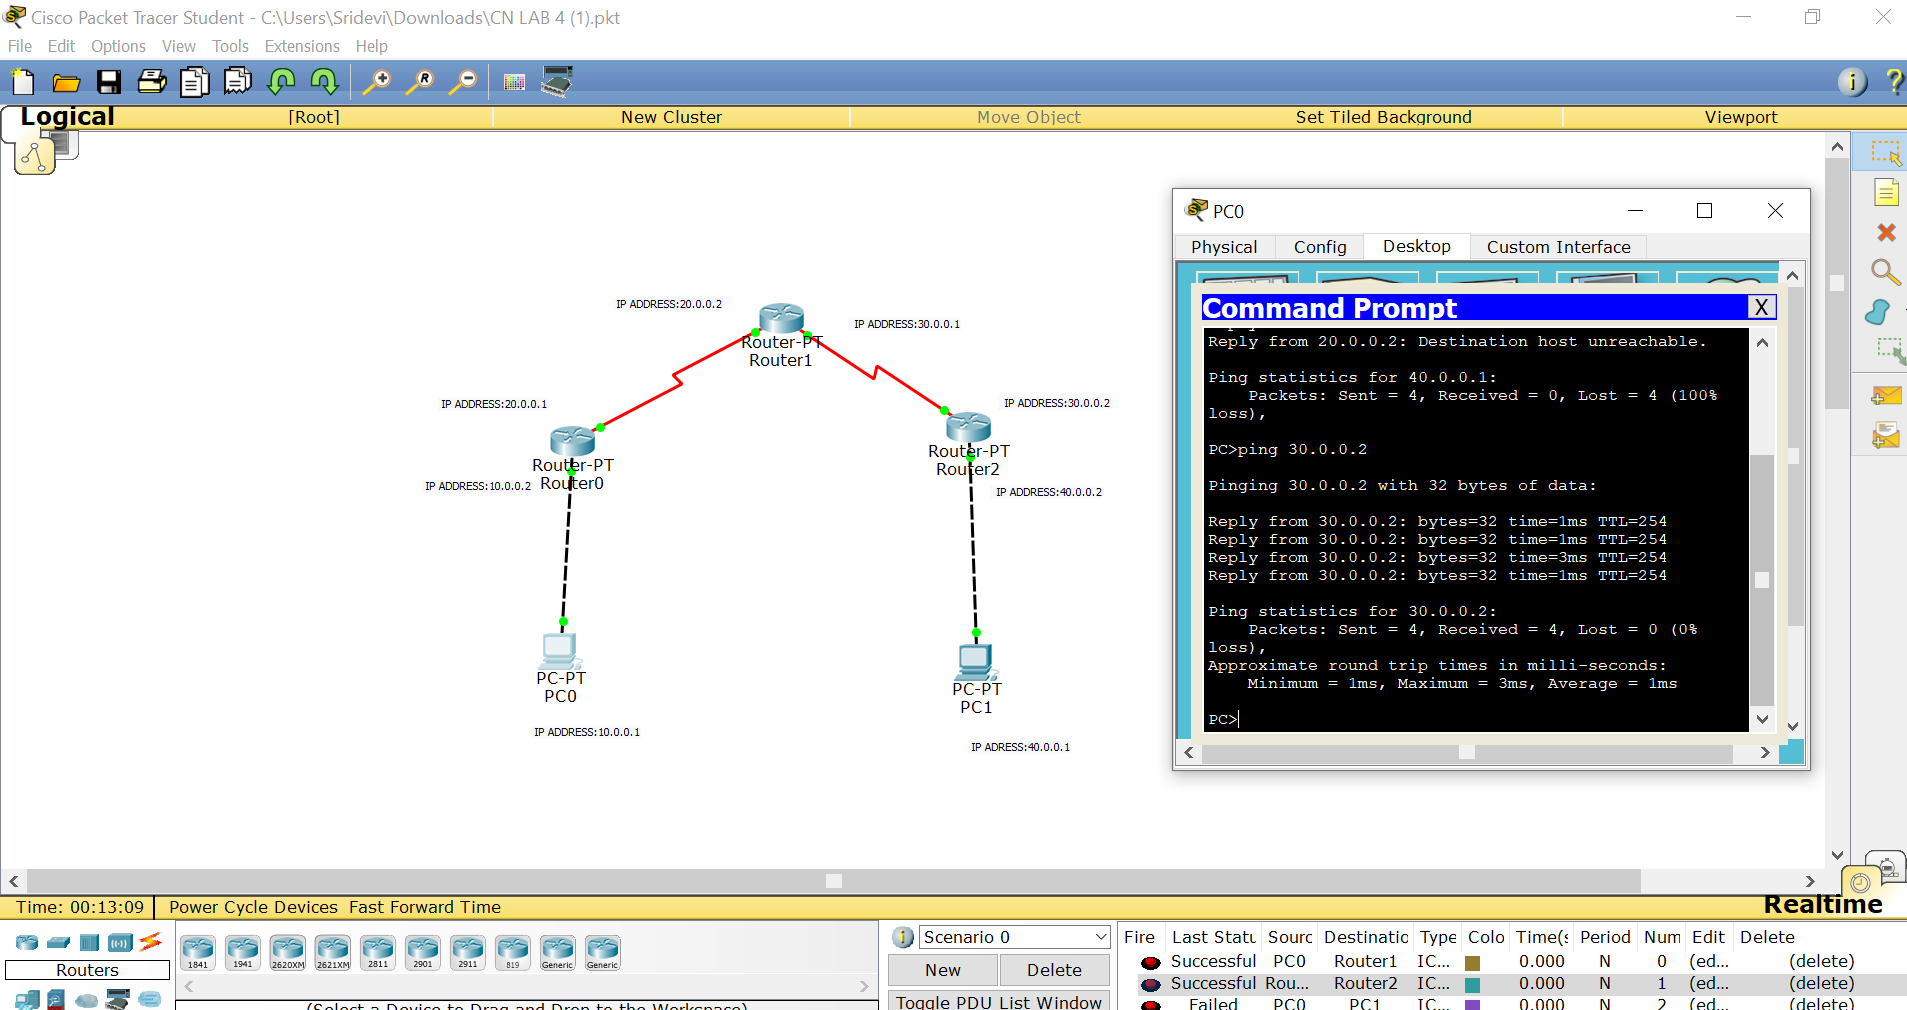 Cisco Packet Tracer Student - C:\Users\Sridevi\Downloads\CN LAB 4 (1).pkt
File Edit Options View Tools Extensions Help
Logical [Root] New Cluster Move Object Set Tiled Background Viewport
IP ADDRESS:20.0.0.2
IP ADDRESS:30.0.0.1
Router-PT
Router1
IP ADDRESS:20.0.0.1
IP ADDRESS:30.0.0.2
Router-PT
Router0
Router-PT
Router2
IP ADDRESS:10.0.0.2
IP ADDRESS:40.0.0.2
PC-PT
PC0
PC-PT
PC1
IP ADDRESS:10.0.0.1
IP ADRESS:40.0.0.1
PC0
Physical Config Desktop Custom Interface
Command Prompt X
Reply from 20.0.0.2: Destination host unreachable.
Ping statistics for 40.0.0.1:
Packets: Sent = 4, Received = 0, Lost = 4 (100%
loss),
PC>ping 30.0.0.2
Pinging 30.0.0.2 with 32 bytes of data:
Reply from 30.0.0.2: bytes=32 time=1ms TTL=254
Reply from 30.0.0.2: bytes=32 time=1ms TTL=254
Reply from 30.0.0.2: bytes=32 time=3ms TTL=254
Reply from 30.0.0.2: bytes=32 time=1ms TTL=254
Ping statistics for 30.0.0.2:
Packets: Sent = 4, Received = 4, Lost = 0 (0%
loss),
Approximate round trip times in milli-seconds:
Minimum = 1ms, Maximum = 3ms, Average = 1ms
PC>
Time: 00:13:09 Power Cycle Devices Fast Forward Time Realtime
Routers
1841 1941 2620XM 2621XM 2811 2901 2911 819 Generic Generic
(Select a Device to Drag and Drop to the Workspace)
Scenario 0
New Delete
Toggle PDU List Window
Fire Last Statu Sourc Destinatic Type Colo Time(s Period Num Edit Delete
Successful PC0 Router1 IC... 0.000 N 0 (ed... (delete)
Successful Rou... Router2 IC... 0.000 N 1 (ed... (delete)
Failed PC0 PC1 IC... 0.000 N 2 (ed... (delete)